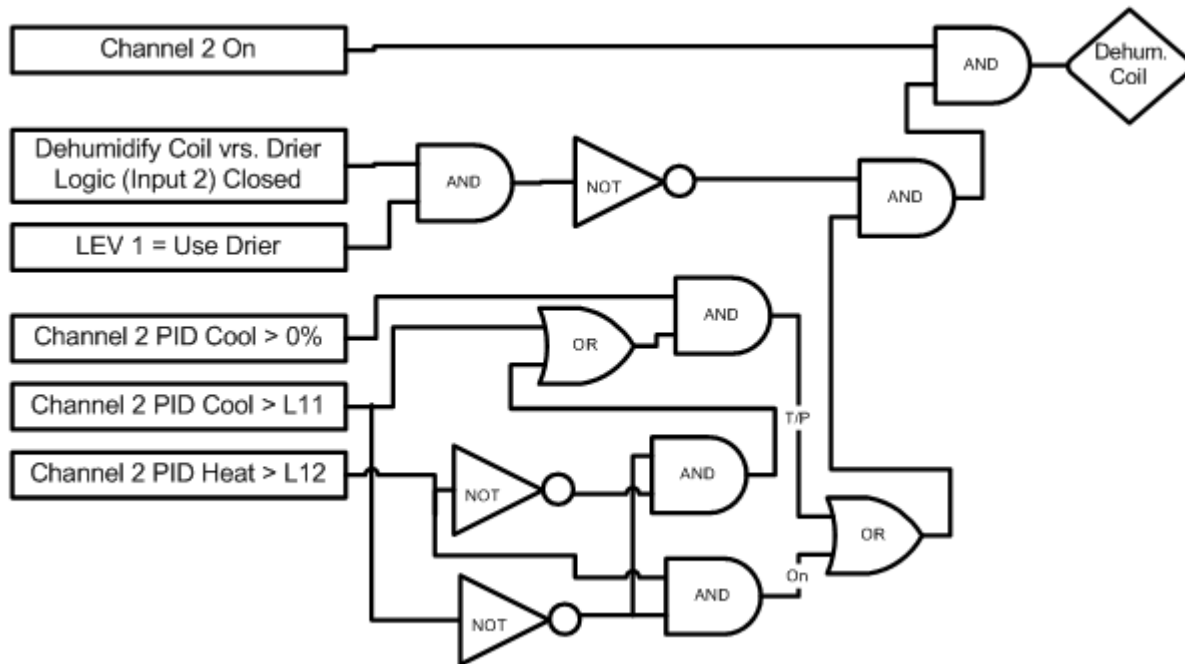 Channel 2 On
AND
Dehum.
Coil
Dehumidify Coil vrs. Drier
Logic (Input 2) Closed
AND
NOT
AND
LEV 1 = Use Drier
Channel 2 PID Cool > 0%
AND
OR
Channel 2 PID Cool > L11
T/P
Channel 2 PID Heat > L12
AND
NOT
OR
On
AND
NOT